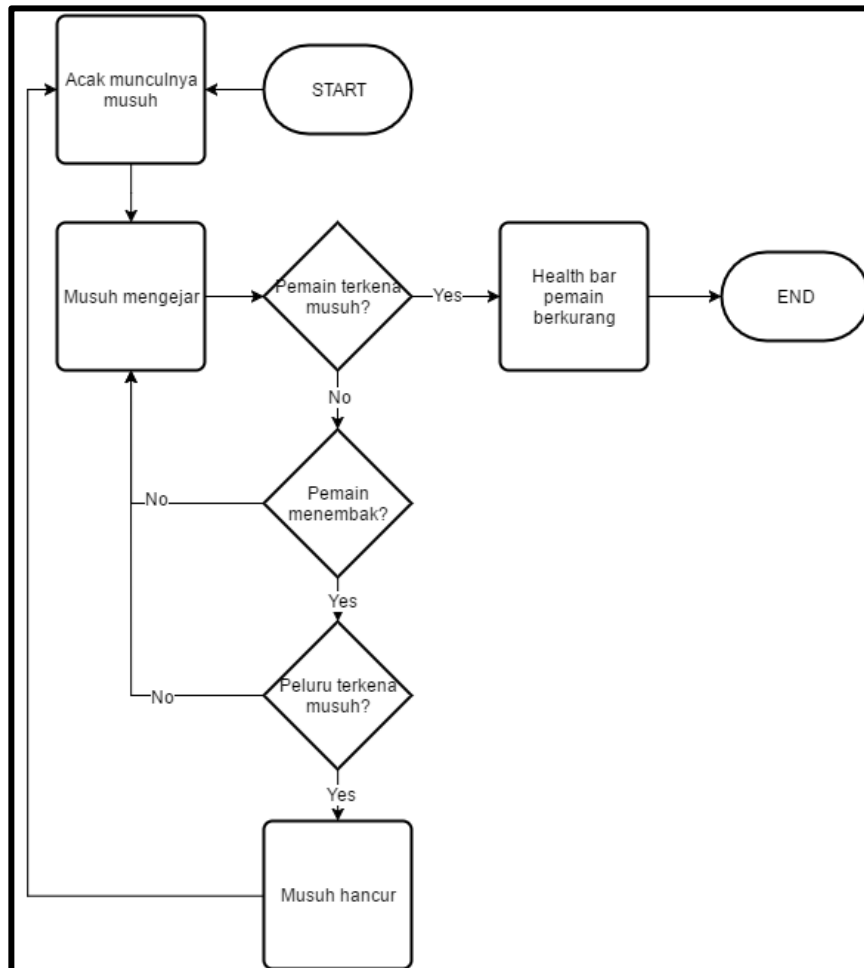 START
Acak munculnya
musuh
Musuh mengejar
Pemain terkena
musuh?
Yes
Health bar
pemain
berkurang
END
No
Pemain
menembak?
No
Yes
Peluru terkena
musuh?
No
Yes
Musuh hancur